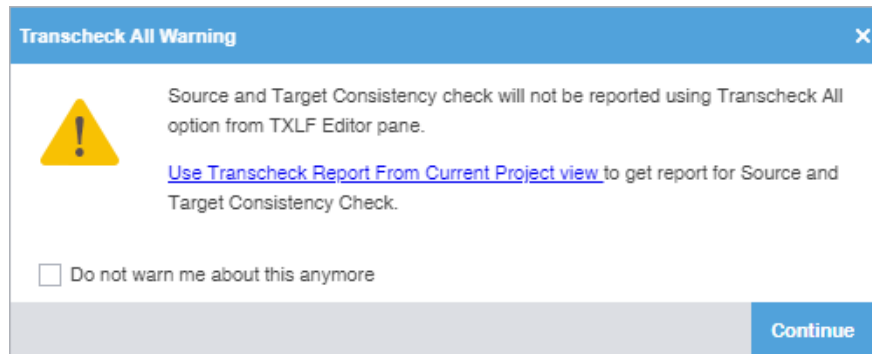 Transcheck All Warning
Source and Target Consistency check will not be reported using Transcheck All
option from TXLF Editor pane.
Use Transcheck Report From Current Project view to get report for Source and
Target Consistency Check.
Do not warn me about this anymore
Continue